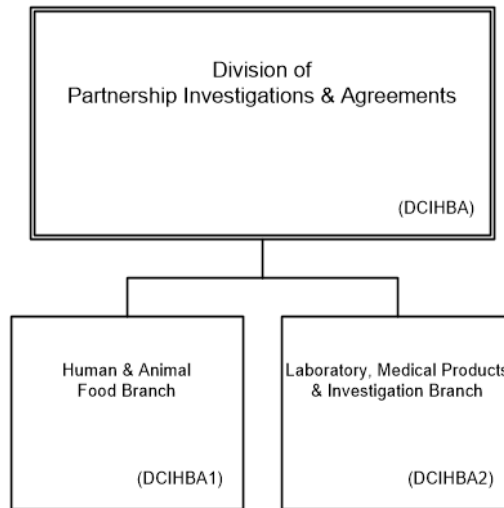 Division of
Partnership Investigations & Agreements
(DCIHBA)
Human & Animal
Food Branch
(DCIHBA1)
Laboratory, Medical Products
& Investigation Branch
(DCIHBA2)